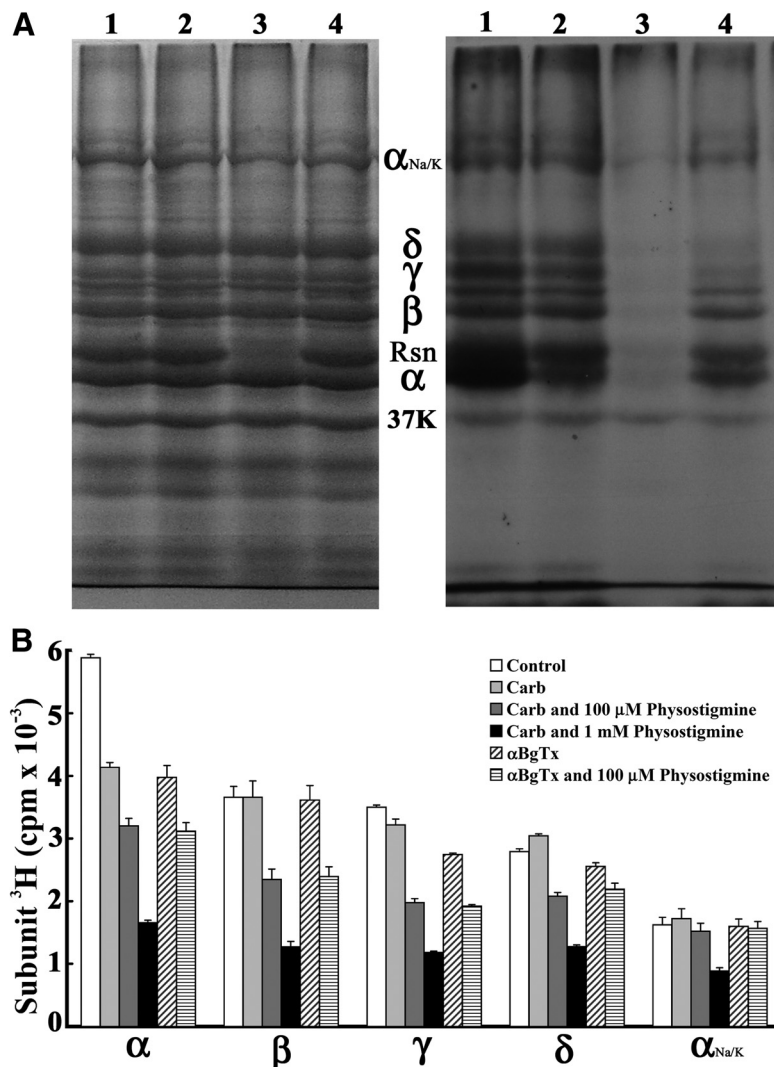 A
1 2 3 4
1 2 3 4
αNa/K
δ
γ
β
Rsn
α
37K
B
Subunit ³H (cpm x 10⁻³)
6
5
4
3
2
1
0
Control
Carb
Carb and 100 μM Physostigmine
Carb and 1 mM Physostigmine
αBgTx
αBgTx and 100 μM Physostigmine
α β γ δ αNa/K